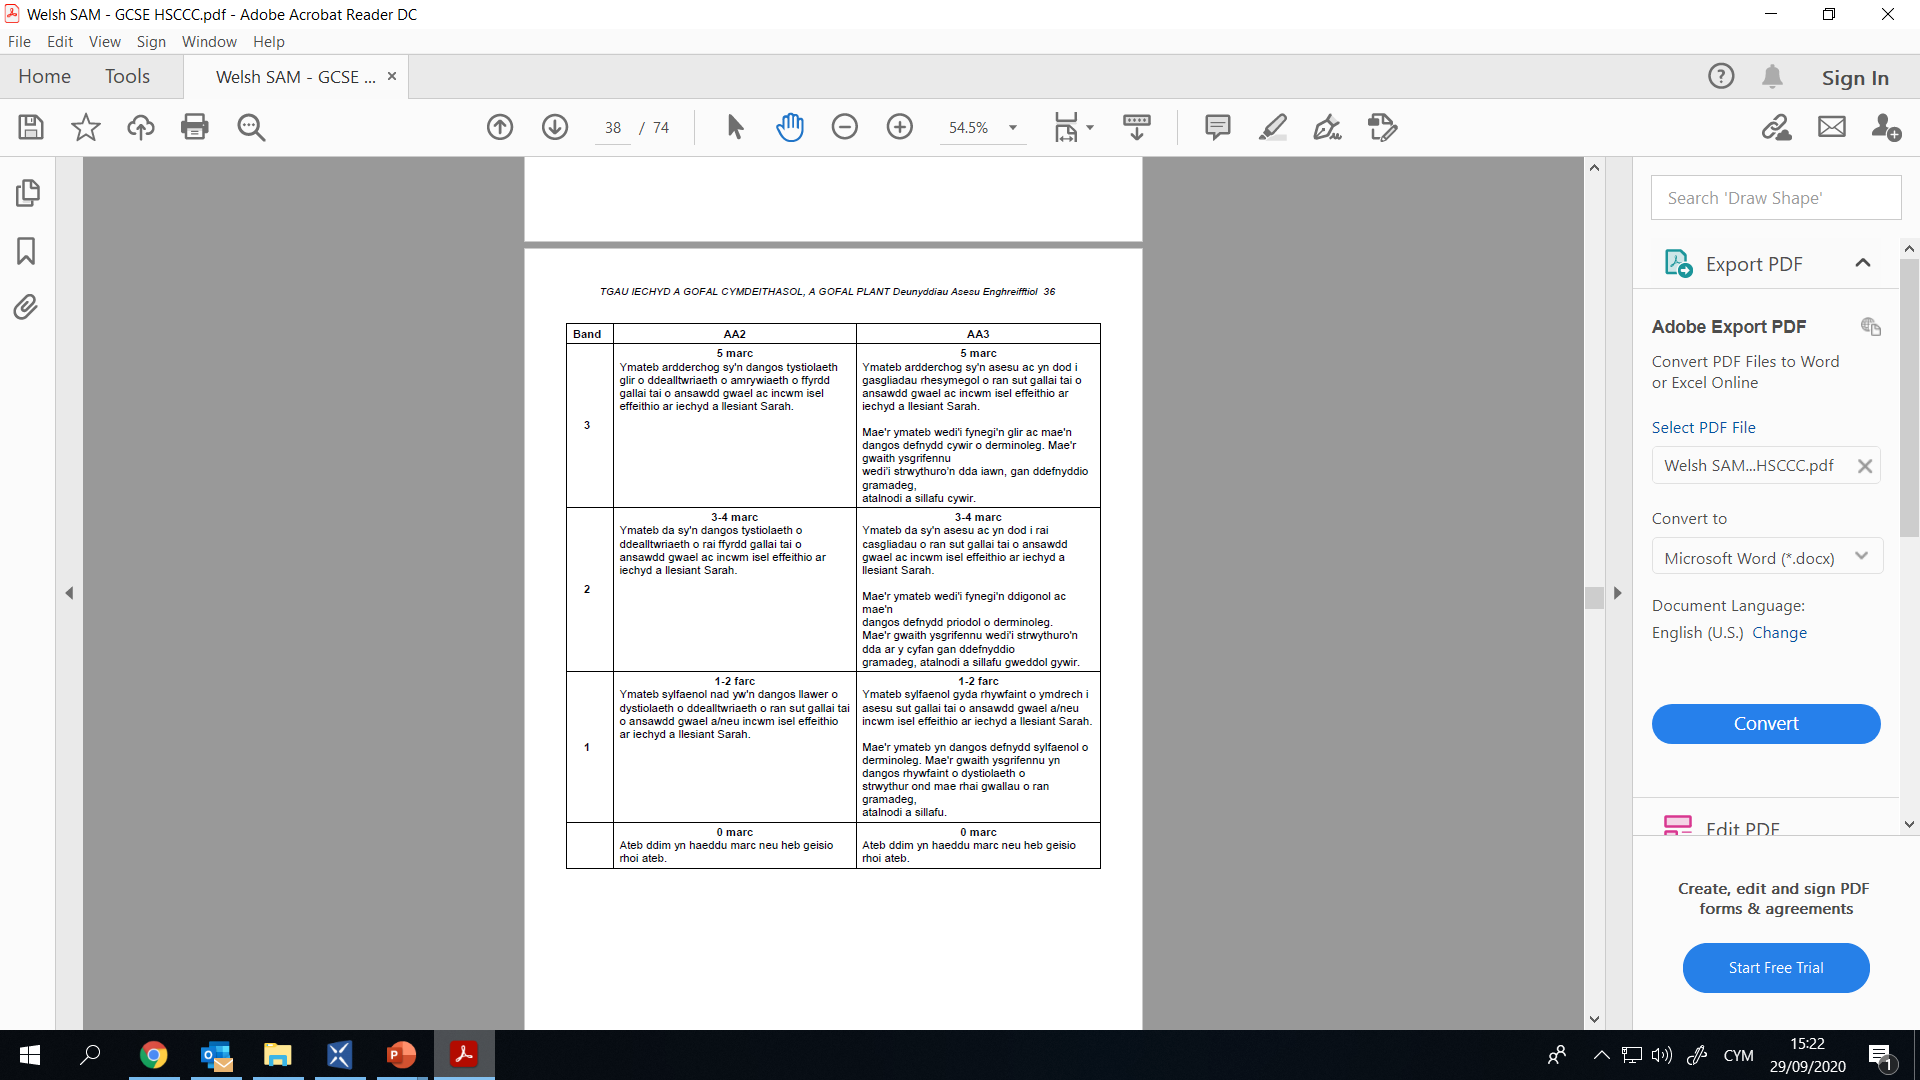 Welsh SAM - GCSE HSCCC.pdf - Adobe Acrobat Reader DC
File Edit View Sign Window Help
Home Tools Welsh SAM - GCSE ... × Sign In
38 / 74 54.5%
TGAU IECHYD A GOFAL CYMDEITHASOL, A GOFAL PLANT Deunyddiau Asesu Enghreifftiol 36
Band AA2 AA3
3
5 marc
Ymateb ardderchog sy'n dangos tystiolaeth
glir o ddealltwriaeth o amrywiaeth o ffyrdd
gallai tai o ansawdd gwael ac incwm isel
effeithio ar iechyd a llesiant Sarah.
5 marc
Ymateb ardderchog sy'n asesu ac yn dod i
gasgliadau rhesymegol o ran sut gallai tai o
ansawdd gwael ac incwm isel effeithio ar
iechyd a llesiant Sarah.
Mae'r ymateb wedi'i fynegi'n glir ac mae'n
dangos defnydd cywir o derminoleg. Mae'r
gwaith ysgrifennu
wedi'i strwythuro'n dda iawn, gan ddefnyddio
gramadeg,
atalnodi a sillafu cywir.
2
3-4 marc
Ymateb da sy'n dangos tystiolaeth o
ddealltwriaeth o rai ffyrdd gallai tai o
ansawdd gwael ac incwm isel effeithio ar
iechyd a llesiant Sarah.
3-4 marc
Ymateb da sy'n asesu ac yn dod i rai
casgliadau o ran sut gallai tai o ansawdd
gwael ac incwm isel effeithio ar iechyd a
llesiant Sarah.
Mae'r ymateb wedi'i fynegi'n ddigonol ac
mae'n
dangos defnydd priodol o derminoleg.
Mae'r gwaith ysgrifennu wedi'i strwythuro'n
dda ar y cyfan gan ddefnyddio
gramadeg, atalnodi a sillafu gweddol gywir.
1
1-2 farc
Ymateb sylfaenol nad yw'n dangos llawer o
dystiolaeth o ddealltwriaeth o ran sut gallai tai
o ansawdd gwael a/neu incwm isel effeithio
ar iechyd a llesiant Sarah.
1-2 farc
Ymateb sylfaenol gyda rhywfaint o ymdrech i
asesu sut gallai tai o ansawdd gwael a/neu
incwm isel effeithio ar iechyd a llesiant Sarah.
Mae'r ymateb yn dangos defnydd sylfaenol o
derminoleg. Mae'r gwaith ysgrifennu yn
dangos rhywfaint o dystiolaeth o
strwythur ond mae rhai gwallau o ran
gramadeg,
atalnodi a sillafu.
0 marc
Ateb ddim yn haeddu marc neu heb geisio
rhoi ateb.
0 marc
Ateb ddim yn haeddu marc neu heb geisio
rhoi ateb.
Search 'Draw Shape'
Export PDF
Adobe Export PDF
Convert PDF Files to Word
or Excel Online
Select PDF File
Welsh SAM...HSCCC.pdf
Convert to
Microsoft Word (*.docx)
Document Language:
English (U.S.) Change
Convert
Edit PDF
Create, edit and sign PDF
forms & agreements
Start Free Trial
CYM
15:22
29/09/2020
1